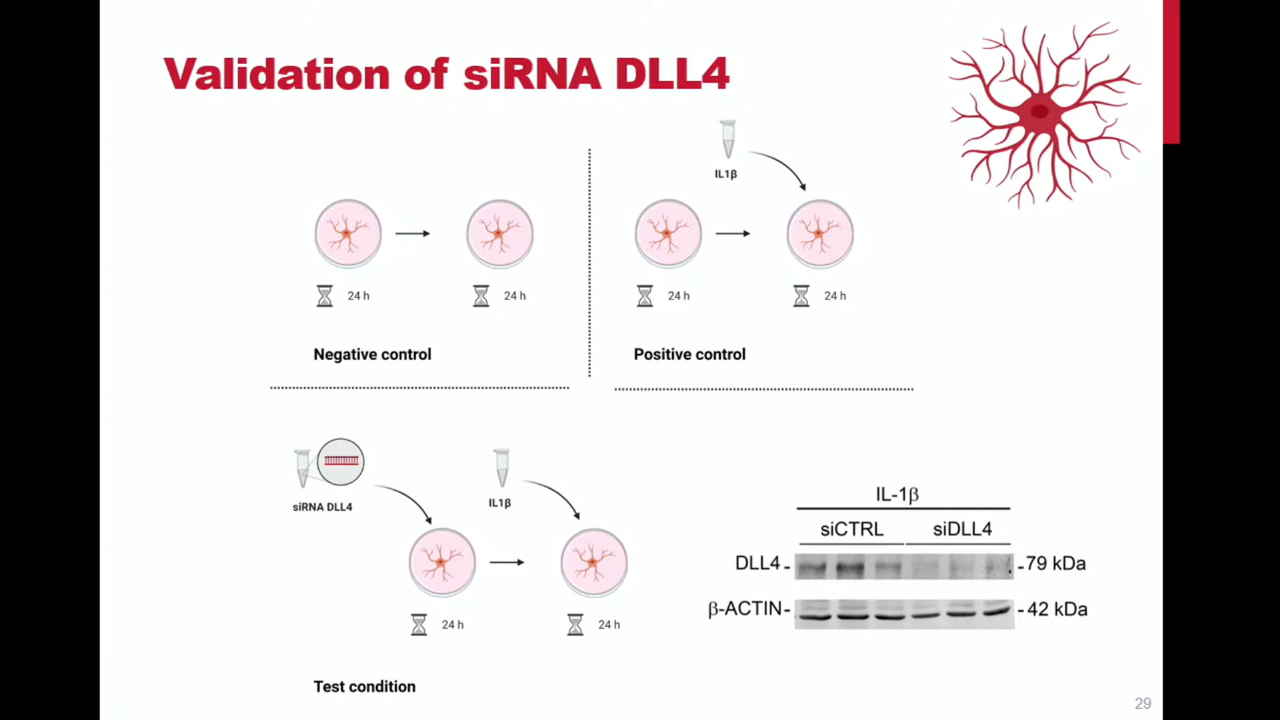 Validation of siRNA DLL4
IL1β
24 h
24 h
Negative control
24 h
24 h
Positive control
siRNA DLL4
IL1β
24 h
24 h
Test condition
IL-1β
siCTRL siDLL4
DLL4- -79 kDa
β-ACTIN- -42 kDa
29